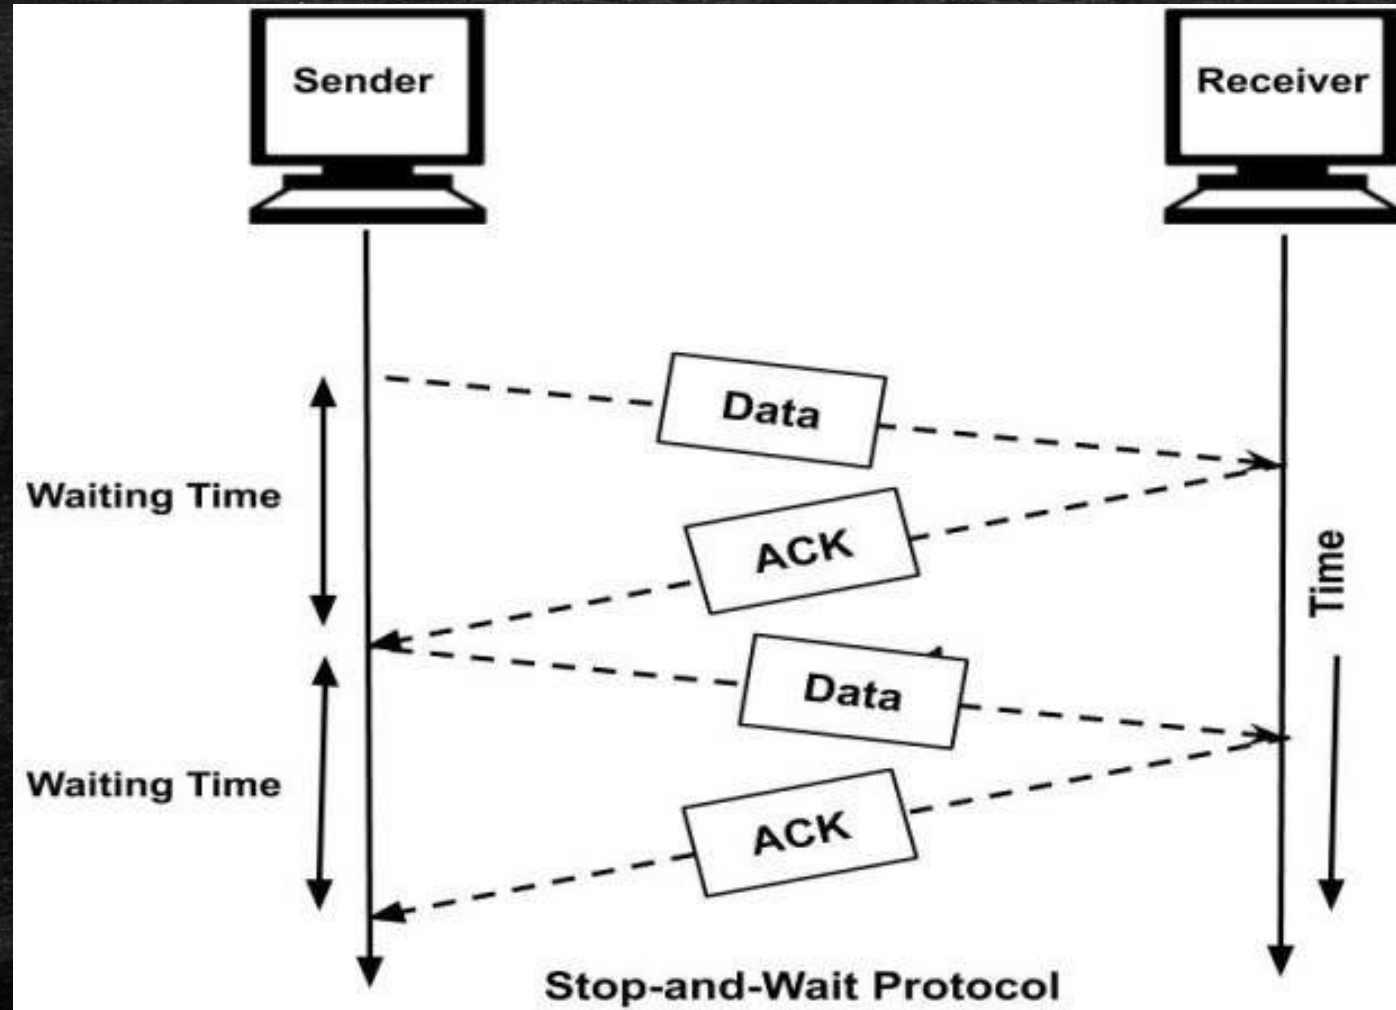 Sender
Receiver
Data
Waiting Time
ACK
Time
Data
Waiting Time
ACK
Stop-and-Wait Protocol